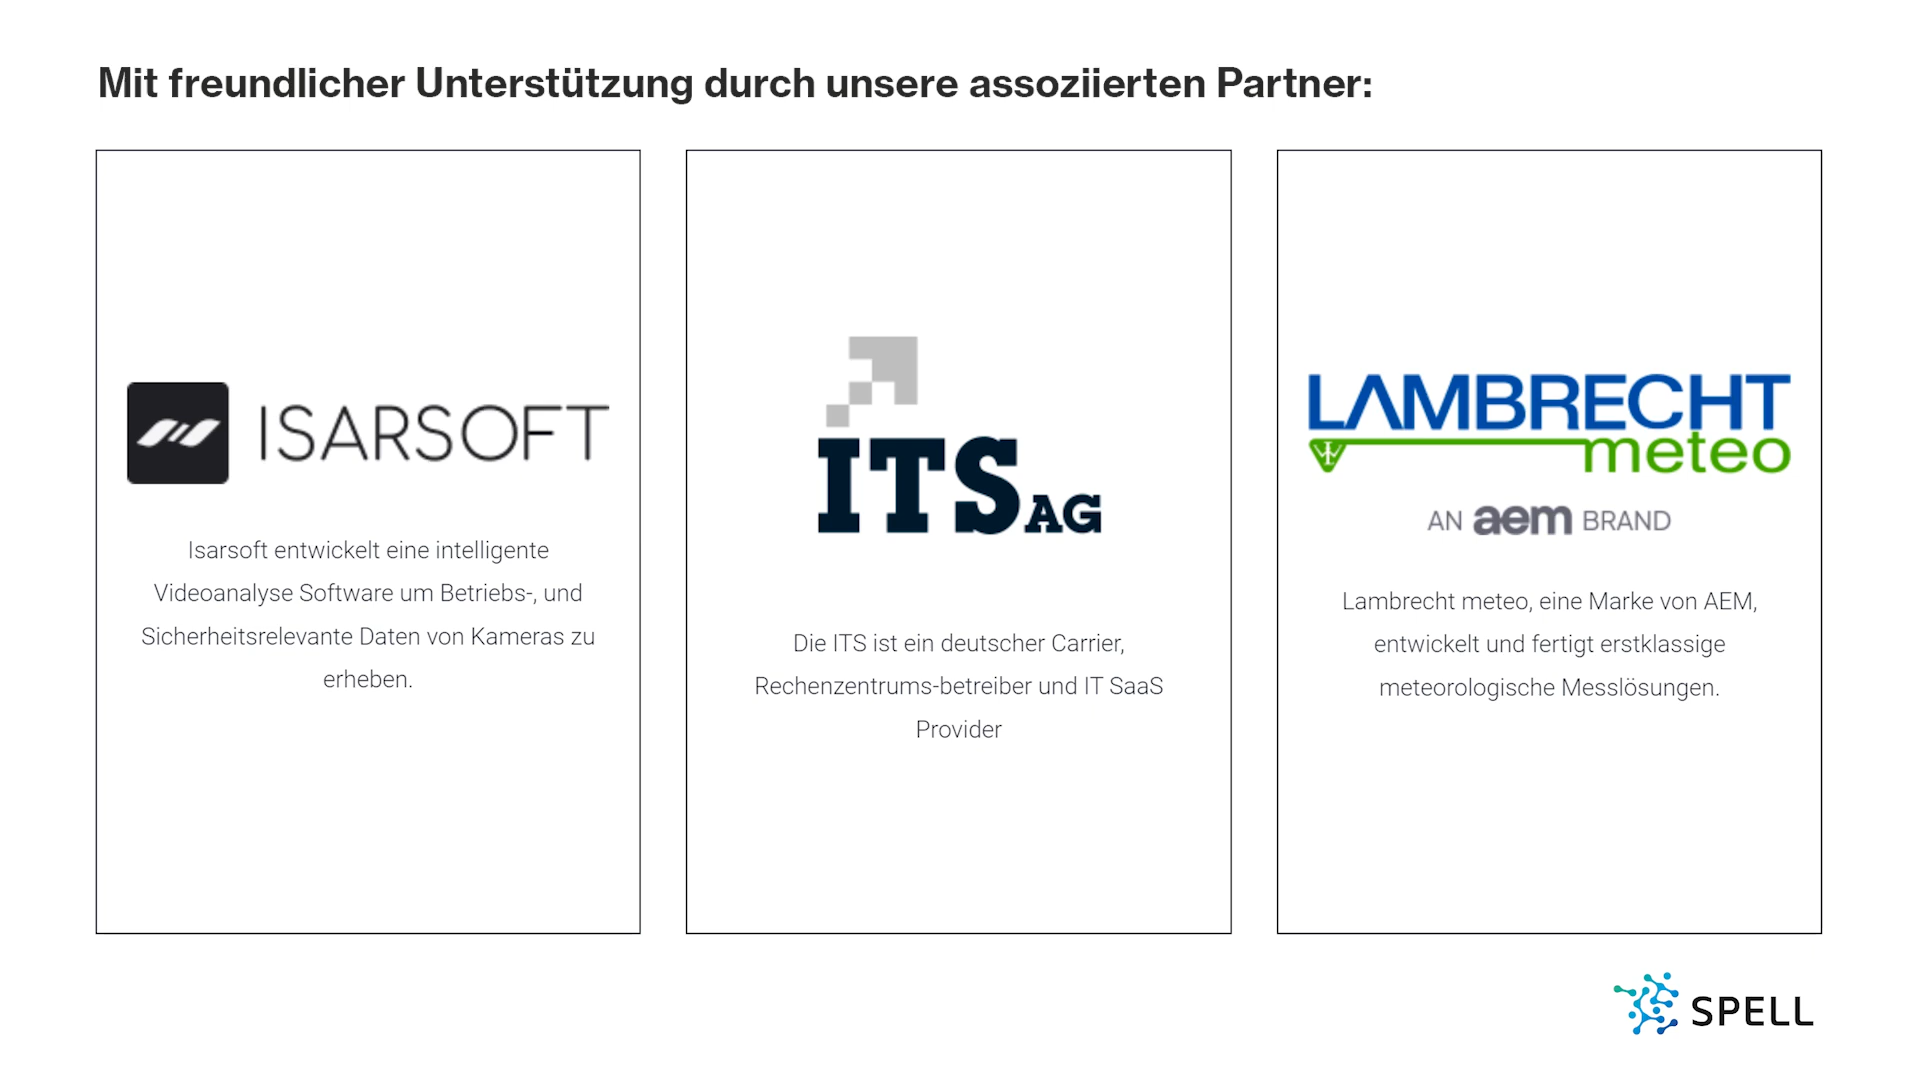 Mit freundlicher Unterstützung durch unsere assoziierten Partner:
ISARSOFT
Isarsoft entwickelt eine intelligente
Videoanalyse Software um Betriebs-, und
Sicherheitsrelevante Daten von Kameras zu
erheben.
ITS AG
Die ITS ist ein deutscher Carrier,
Rechenzentrums-betreiber und IT SaaS
Provider
LAMBRECHT
meteo
AN aem BRAND
Lambrecht meteo, eine Marke von AEM,
entwickelt und fertigt erstklassige
meteorologische Messlösungen.
SPELL